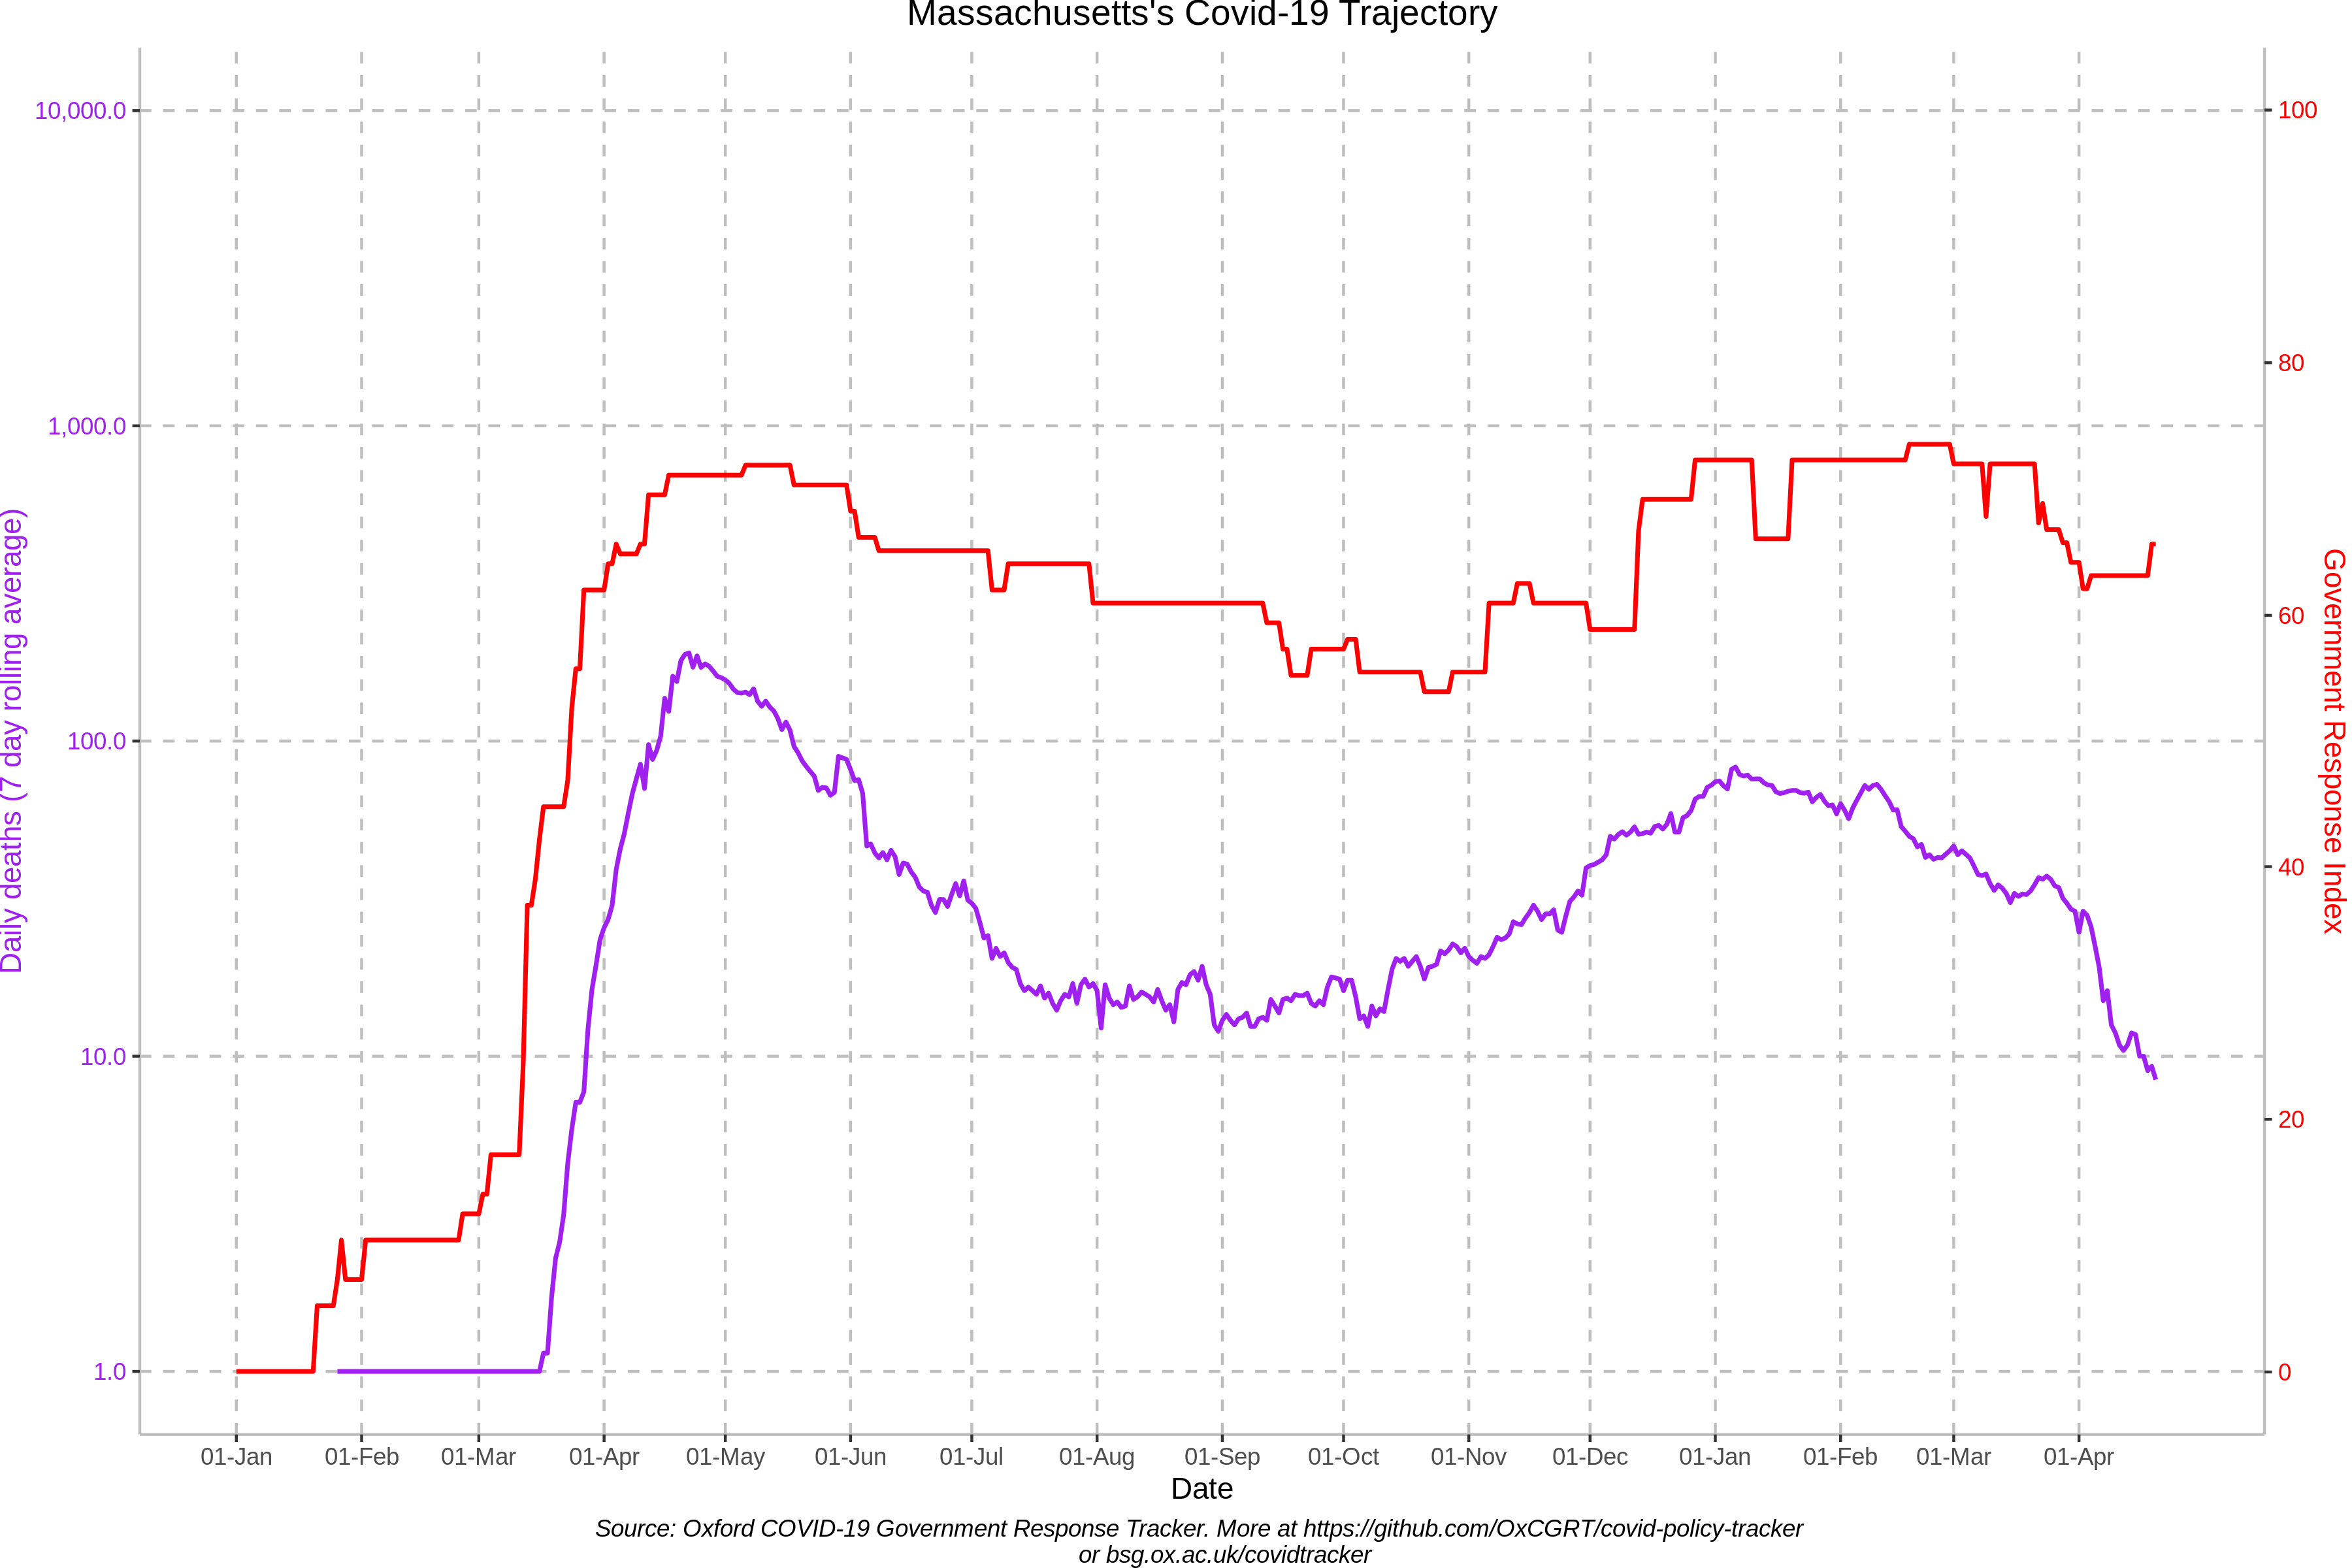 Massachusetts's Covid-19 Trajectory
10,000.0
1,000.0
100.0
10.0
1.0
Daily deaths (7 day rolling average)
100
80
60
40
20
0
Government Response Index
01-Jan 01-Feb 01-Mar 01-Apr 01-May 01-Jun 01-Jul 01-Aug 01-Sep 01-Oct 01-Nov 01-Dec 01-Jan 01-Feb 01-Mar 01-Apr
Date
Source: Oxford COVID-19 Government Response Tracker. More at https://github.com/OxCGRT/covid-policy-tracker
or bsg.ox.ac.uk/covidtracker